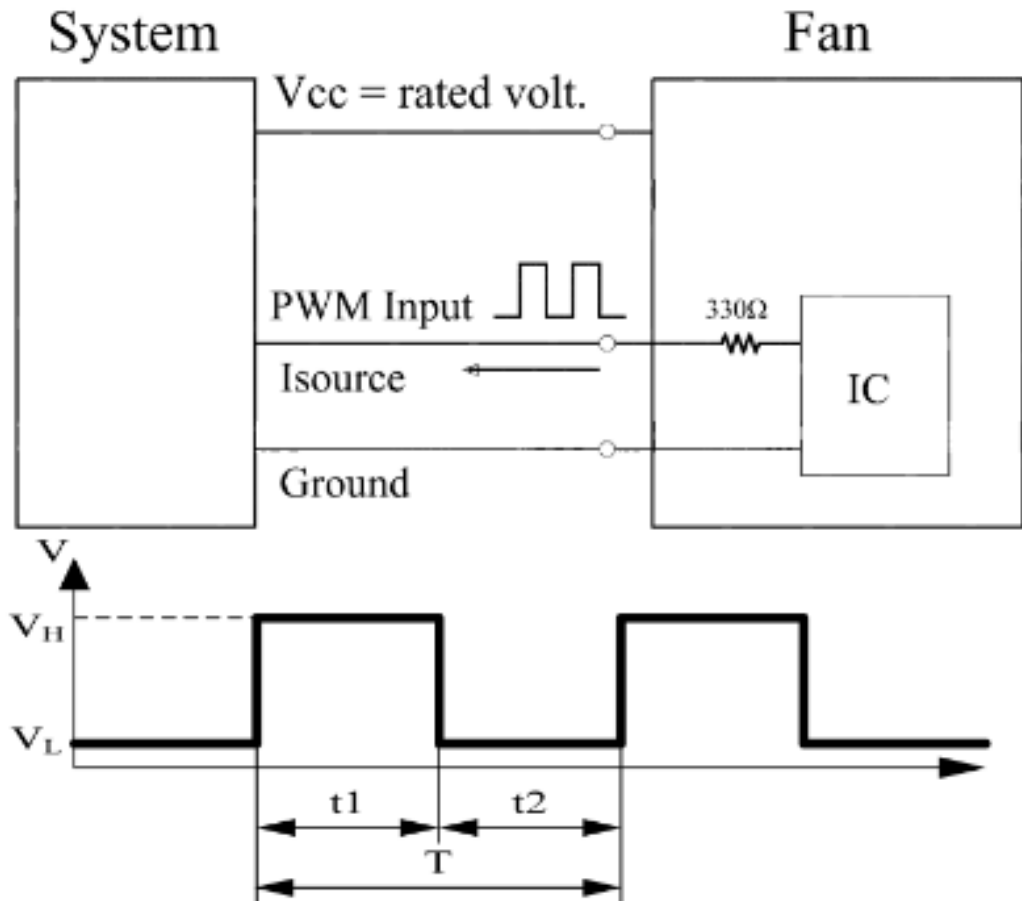 System
Fan
Vcc = rated volt.
PWM Input
330Ω
Isource
IC
Ground
V
VH
VL
t1
t2
T